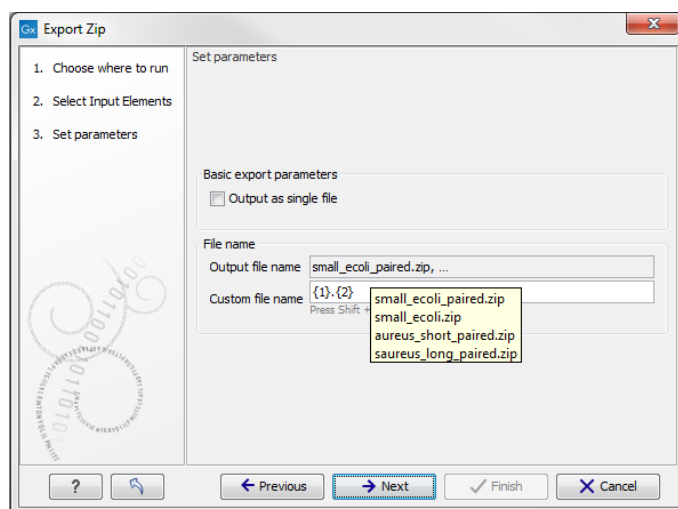 Gx Export Zip
1. Choose where to run
2. Select Input Elements
3. Set parameters
Set parameters
Basic export parameters
Output as single file
File name
Output file name small_ecoli_paired.zip, ...
Custom file name {1}.{2}
Press Shift +
small_ecoli_paired.zip
small_ecoli.zip
aureus_short_paired.zip
saureus_long_paired.zip
? Previous Next Finish Cancel